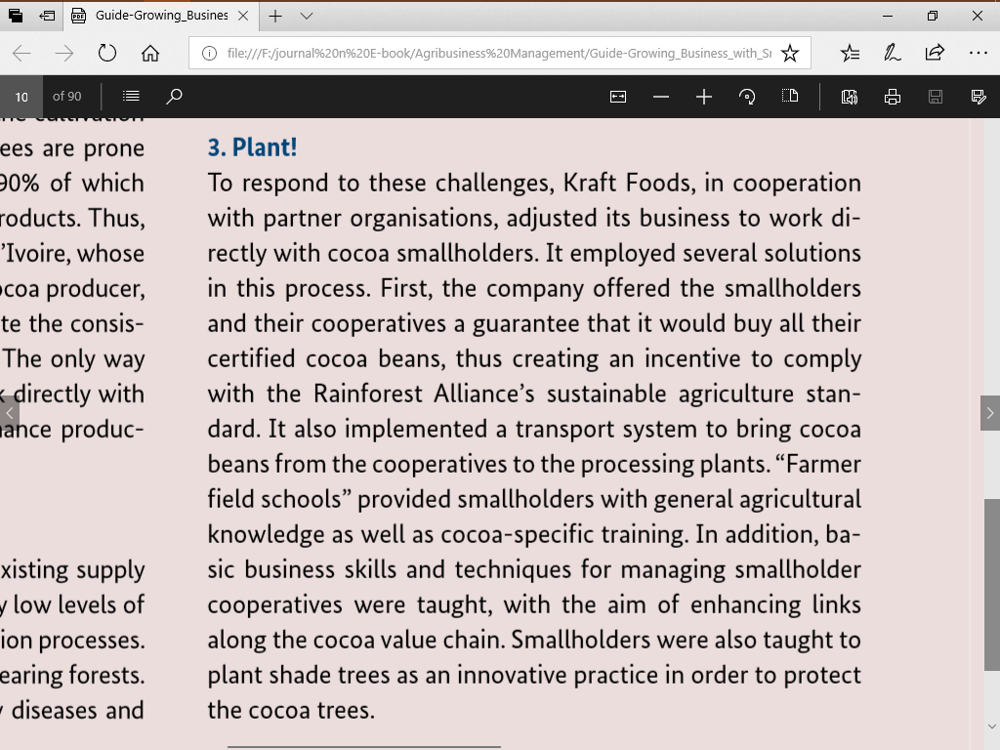 Guide-Growing_Busines
file:///F:/journal%20n%20E-book/Agribusiness%20Management/Guide-Growing_Business_with_Sr
10 of 90
ees are prone
90% of which
roducts. Thus,
'Ivoire, whose
ocoa producer,
te the consis-
The only way
directly with
ance produc-
xisting supply
y low levels of
ion processes.
earing forests.
y diseases and
3. Plant!
To respond to these challenges, Kraft Foods, in cooperation
with partner organisations, adjusted its business to work di-
rectly with cocoa smallholders. It employed several solutions
in this process. First, the company offered the smallholders
and their cooperatives a guarantee that it would buy all their
certified cocoa beans, thus creating an incentive to comply
with the Rainforest Alliance's sustainable agriculture stan-
dard. It also implemented a transport system to bring cocoa
beans from the cooperatives to the processing plants. “Farmer
field schools” provided smallholders with general agricultural
knowledge as well as cocoa-specific training. In addition, ba-
sic business skills and techniques for managing smallholder
cooperatives were taught, with the aim of enhancing links
along the cocoa value chain. Smallholders were also taught to
plant shade trees as an innovative practice in order to protect
the cocoa trees.